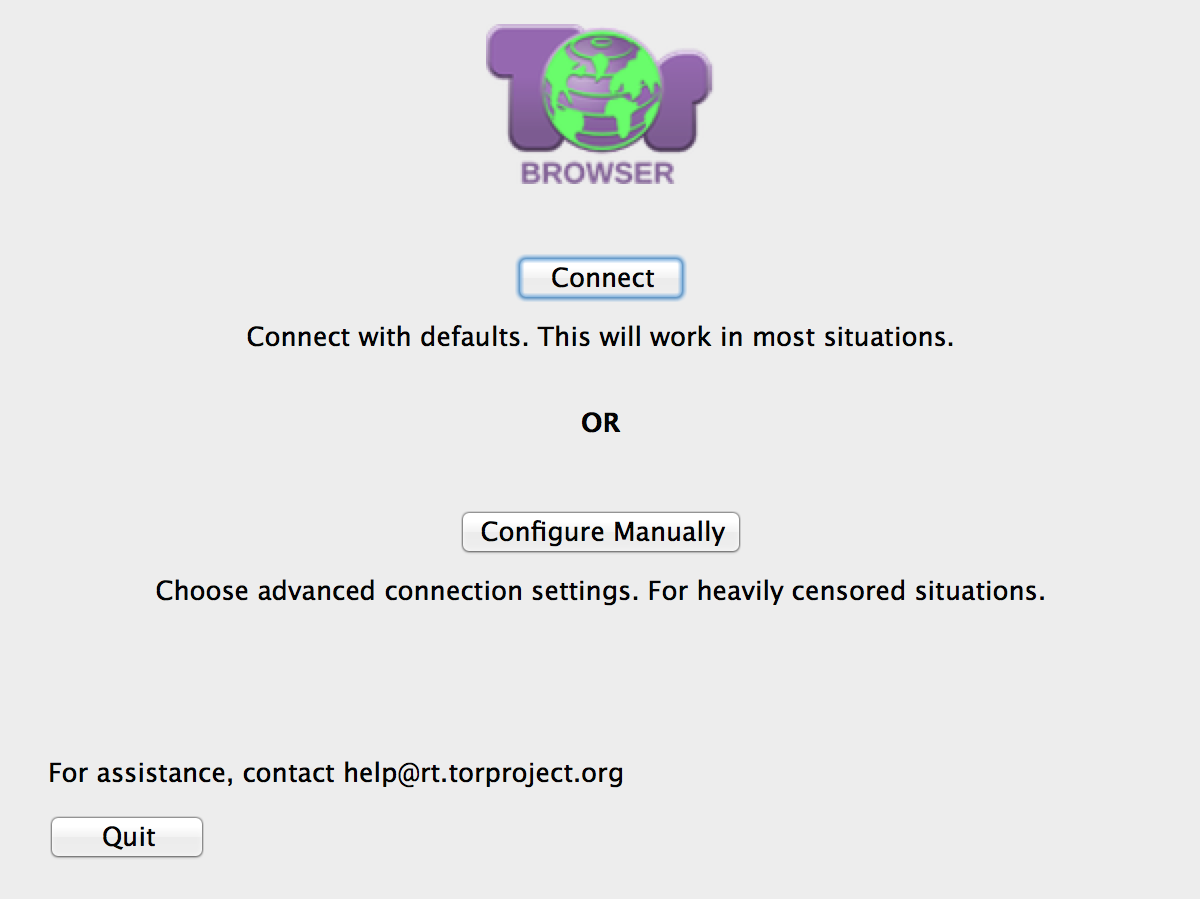 Tor
BROWSER
Connect
Connect with defaults. This will work in most situations.
OR
Configure Manually
Choose advanced connection settings. For heavily censored situations.
For assistance, contact help@rt.torproject.org
Quit